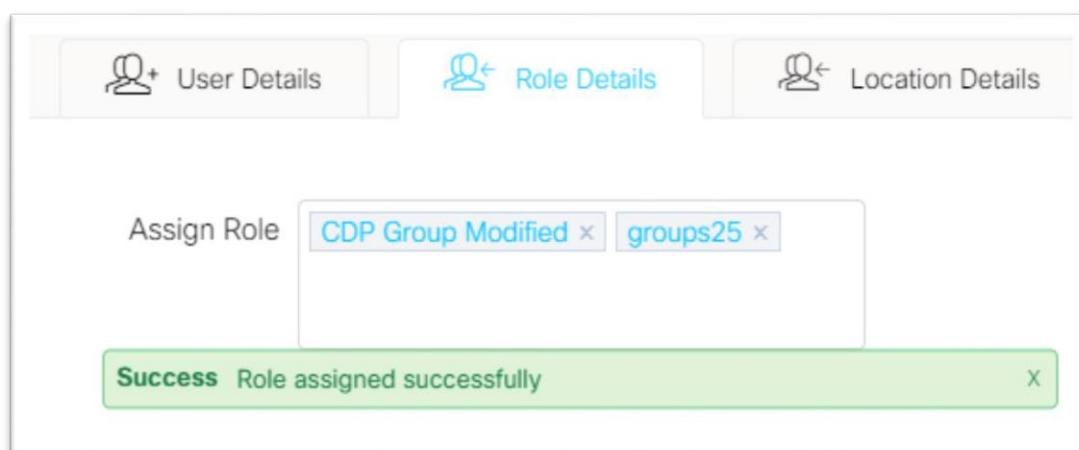 User Details
Role Details
Location Details
Assign Role
CDP Group Modified ×
groups25 ×
Success Role assigned successfully X